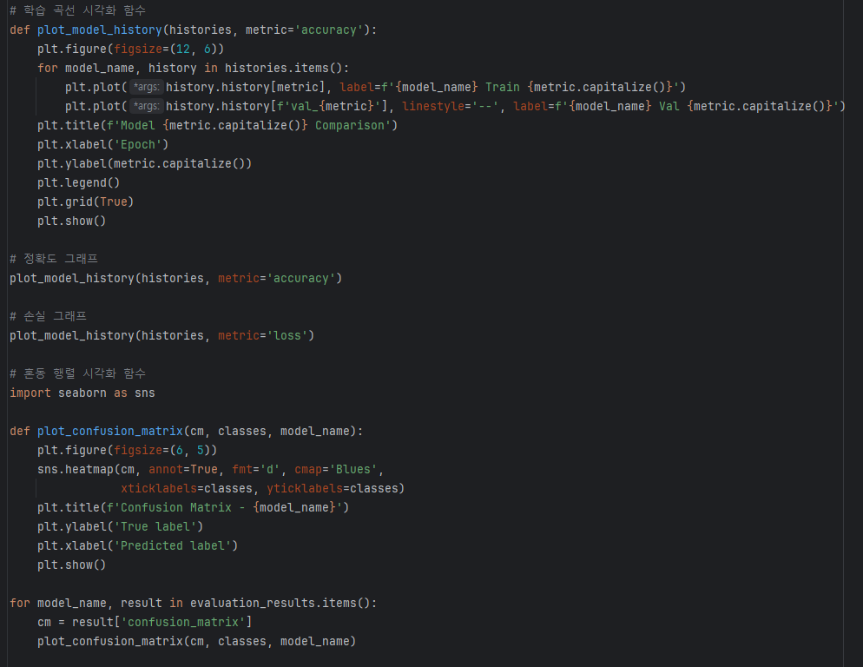 # 학습 곡선 시각화 함수
def plot_model_history(histories, metric='accuracy'):
    plt.figure(figsize=(12, 6))
    for model_name, history in histories.items():
        plt.plot( *args: history.history[metric], label=f'{model_name} Train {metric.capitalize()}')
        plt.plot( *args: history.history[f'val_{metric}'], linestyle='--', label=f'{model_name} Val {metric.capitalize()}')
    plt.title(f'Model {metric.capitalize()} Comparison')
    plt.xlabel('Epoch')
    plt.ylabel(metric.capitalize())
    plt.legend()
    plt.grid(True)
    plt.show()

# 정확도 그래프
plot_model_history(histories, metric='accuracy')

# 손실 그래프
plot_model_history(histories, metric='loss')

# 혼동 행렬 시각화 함수
import seaborn as sns

def plot_confusion_matrix(cm, classes, model_name):
    plt.figure(figsize=(6, 5))
    sns.heatmap(cm, annot=True, fmt='d', cmap='Blues',
                xticklabels=classes, yticklabels=classes)
    plt.title(f'Confusion Matrix - {model_name}')
    plt.ylabel('True label')
    plt.xlabel('Predicted label')
    plt.show()

for model_name, result in evaluation_results.items():
    cm = result['confusion_matrix']
    plot_confusion_matrix(cm, classes, model_name)